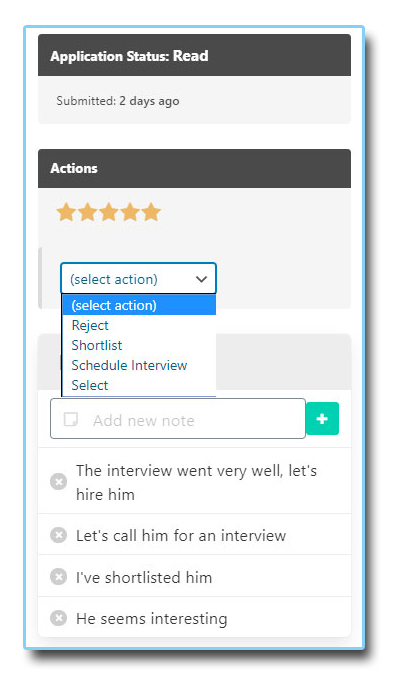 Application Status: Read
Submitted: 2 days ago
Actions
(select action)
(select action)
Reject
Shortlist
Schedule Interview
Select
Add new note
+
The interview went very well, let's
hire him
Let's call him for an interview
I've shortlisted him
He seems interesting